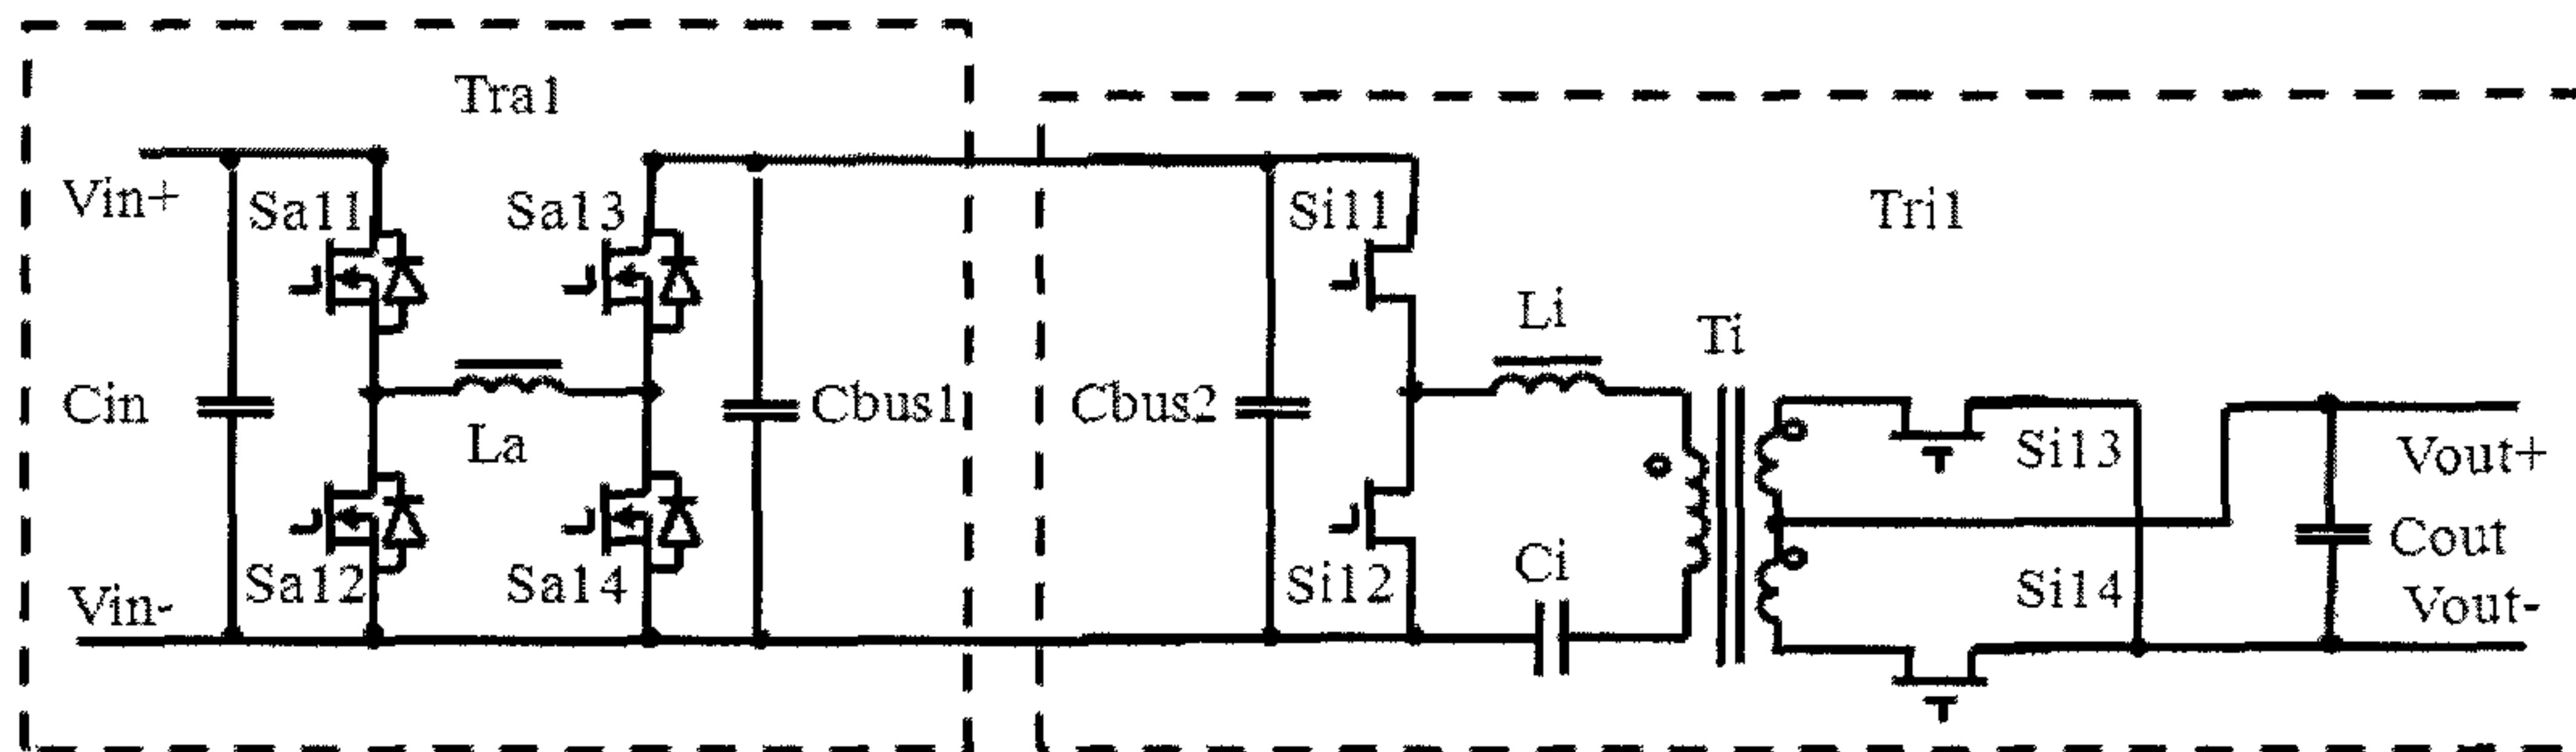 Tra1
Vin+
Sa11
Sa13
Si11
Tri1
Li
Ti
Cin
La
Cbus1
Cbus2
Si13
Vout+
Cout
Vin-
Sa12
Sa14
Si12
Ci
Si14
Vout-